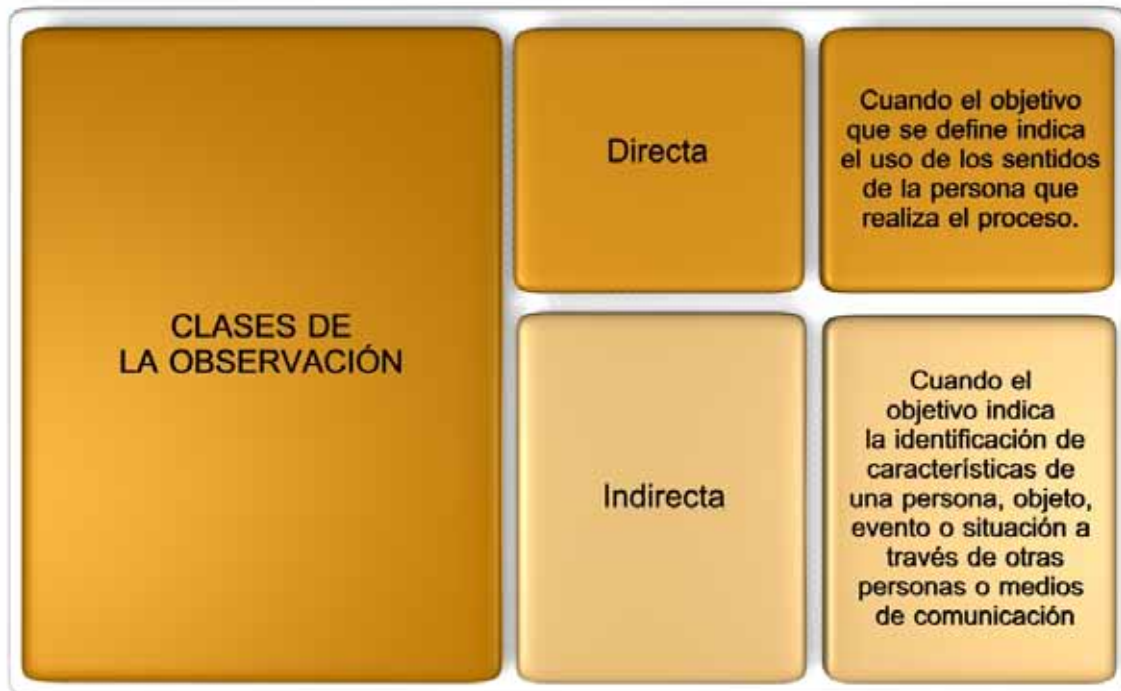 CLASES DE
LA OBSERVACIÓN
Directa
Cuando el objetivo
que se define indica
el uso de los sentidos
de la persona que
realiza el proceso.
Indirecta
Cuando el
objetivo indica
la identificación de
características de
una persona, objeto,
evento o situación a
través de otras
personas o medios
de comunicación